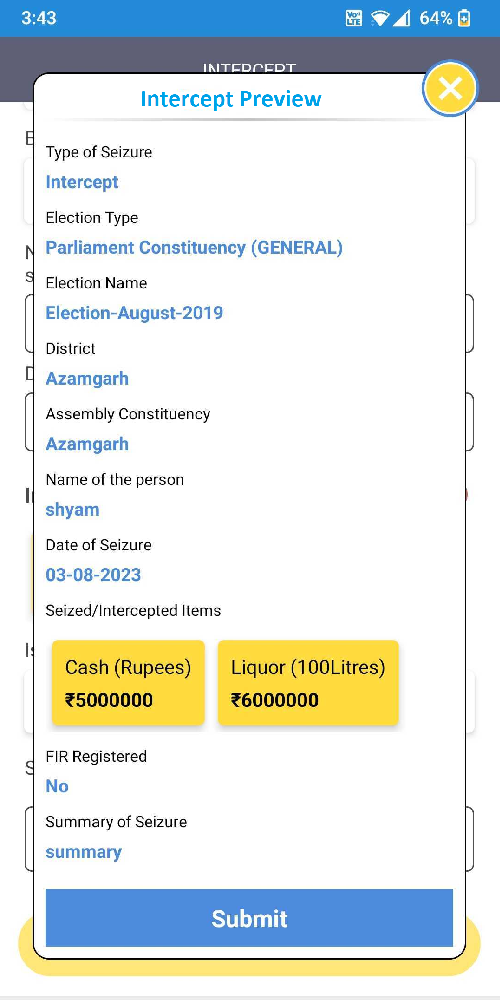 3:43
Vo LTE
64%
INTERCEPT
Intercept Preview
Type of Seizure
Intercept
Election Type
Parliament Constituency (GENERAL)
Election Name
Election-August-2019
District
Azamgarh
Assembly Constituency
Azamgarh
Name of the person
shyam
Date of Seizure
03-08-2023
Seized/Intercepted Items
Cash (Rupees)
₹5000000
Liquor (100Litres)
₹6000000
FIR Registered
No
Summary of Seizure
summary
Submit